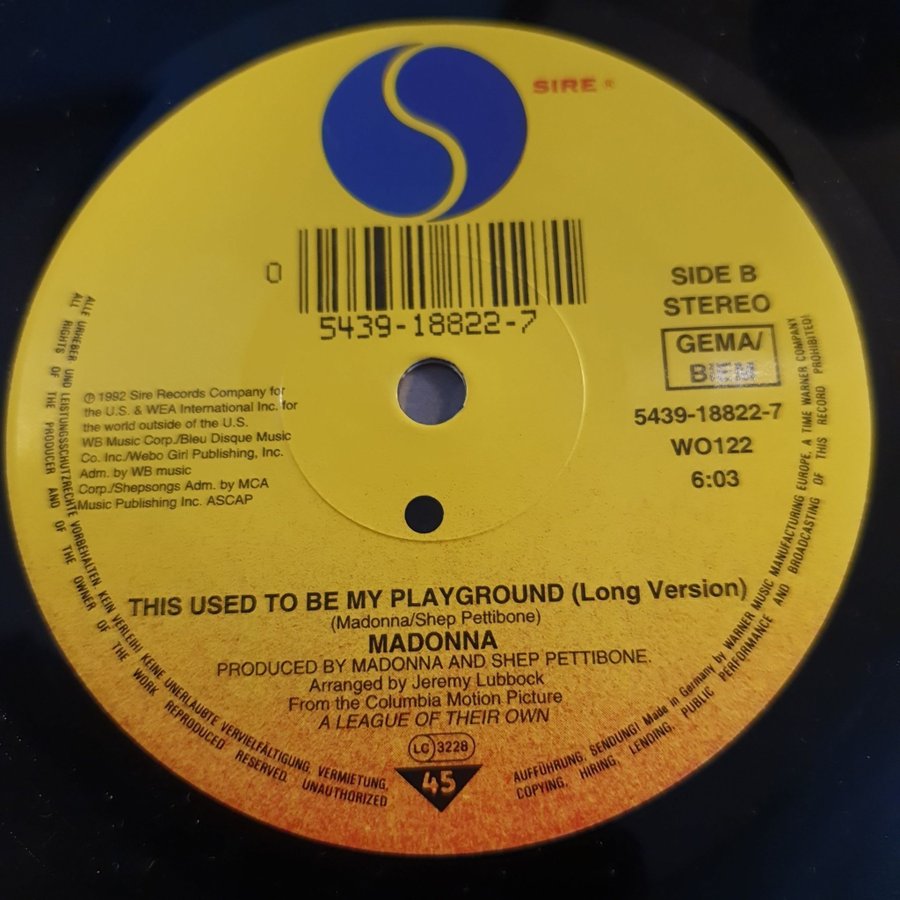 SIRE ®
0
5439-18822-7
SIDE B
STEREO
GEMA/
BIEM
5439-18822-7
WO122
6:03
℗ 1992 Sire Records Company for
the U.S. & WEA International Inc. for
the world outside of the U.S.
WB Music Corp./Bleu Disque Music
Co. Inc./Webo Girl Publishing, Inc.
Adm. by WB music
Corp./Shepsongs Adm. by MCA
Music Publishing Inc. ASCAP
THIS USED TO BE MY PLAYGROUND (Long Version)
(Madonna/Shep Pettibone)
MADONNA
PRODUCED BY MADONNA AND SHEP PETTIBONE.
Arranged by Jeremy Lubbock
From the Columbia Motion Picture
A LEAGUE OF THEIR OWN
LC 3228
45
ALLE URHEBER UND LEISTUNGSSCHUTZRECHTE VORBEHALTEN. KEIN VERLEIH! KEINE UNERLAUBTE VERVIELFÄLTIGUNG, VERMIETUNG,
AUFFÜHRUNG, SENDUNG! Made in Germany by WARNER MUSIC MANUFACTURING EUROPE, A TIME WARNER COMPANY
ALL RIGHTS OF THE PRODUCER AND OF THE OWNER OF THE WORK REPRODUCED RESERVED. UNAUTHORIZED
COPYING, HIRING, LENDING, PUBLIC PERFORMANCE AND BROADCASTING OF THIS RECORD PROHIBITED!